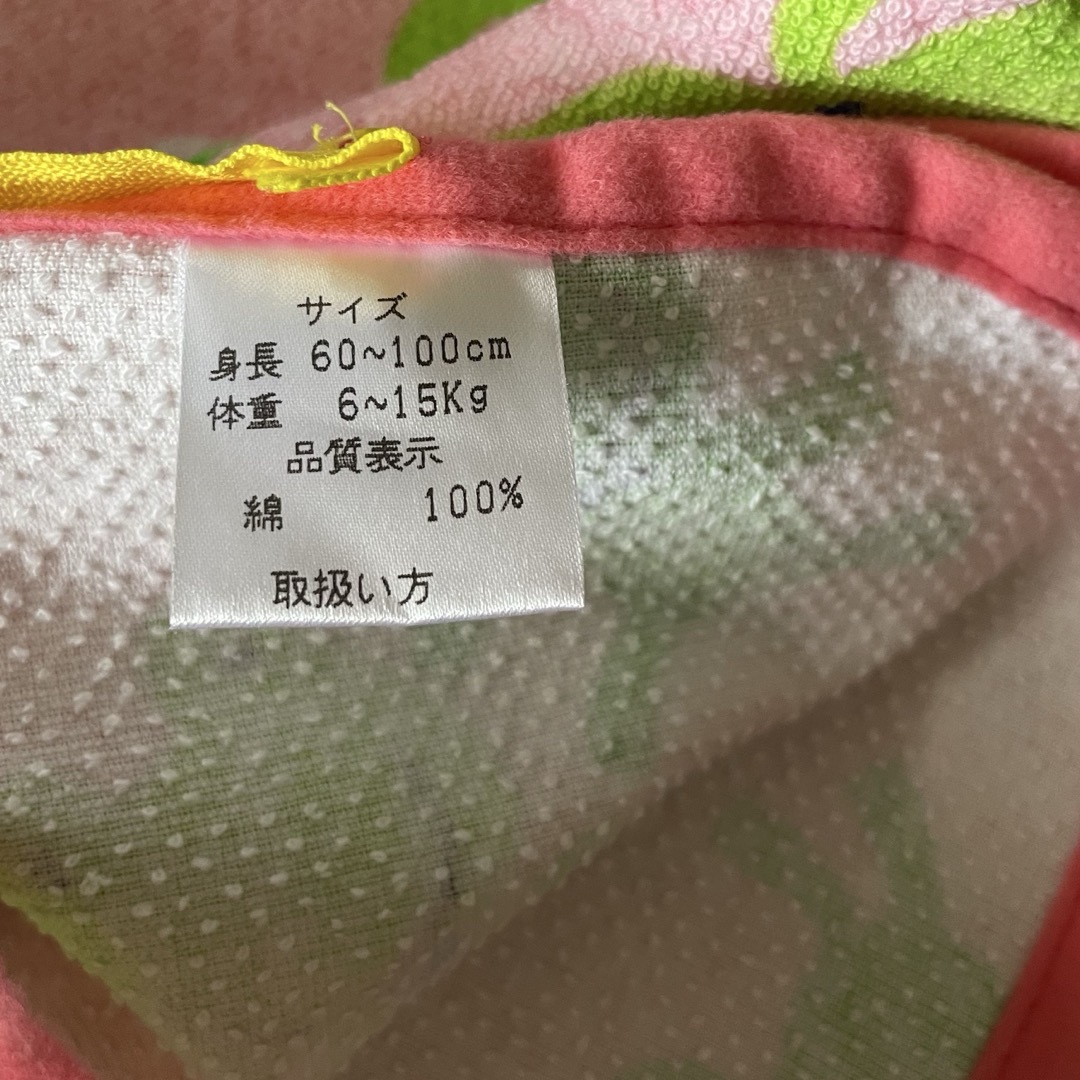 サイズ
身長 60~100cm
体重 6~15Kg
品質表示
綿 100%
取扱い方